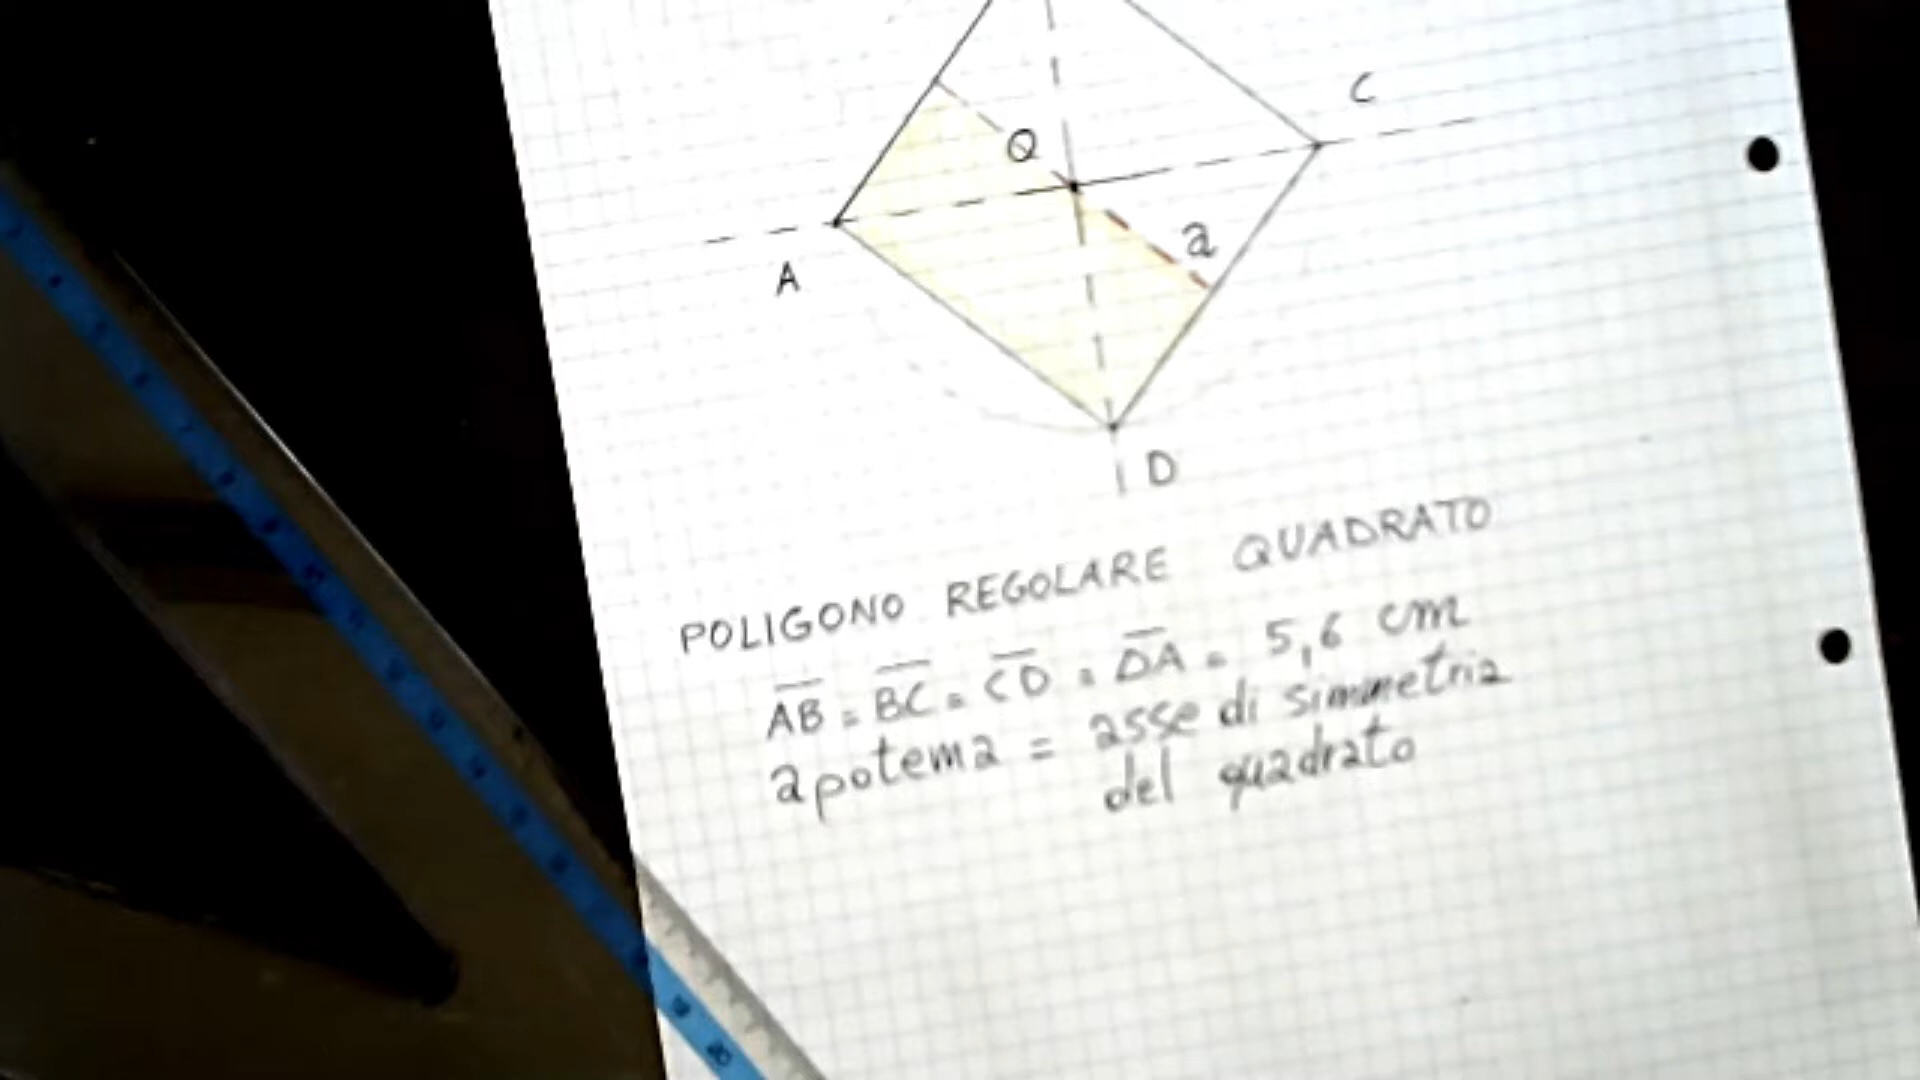 C
Q
a
A
D
POLIGONO REGOLARE QUADRATO
AB = BC = CD = DA = 5,6 cm
apotema = asse di simmetria
del quadrato